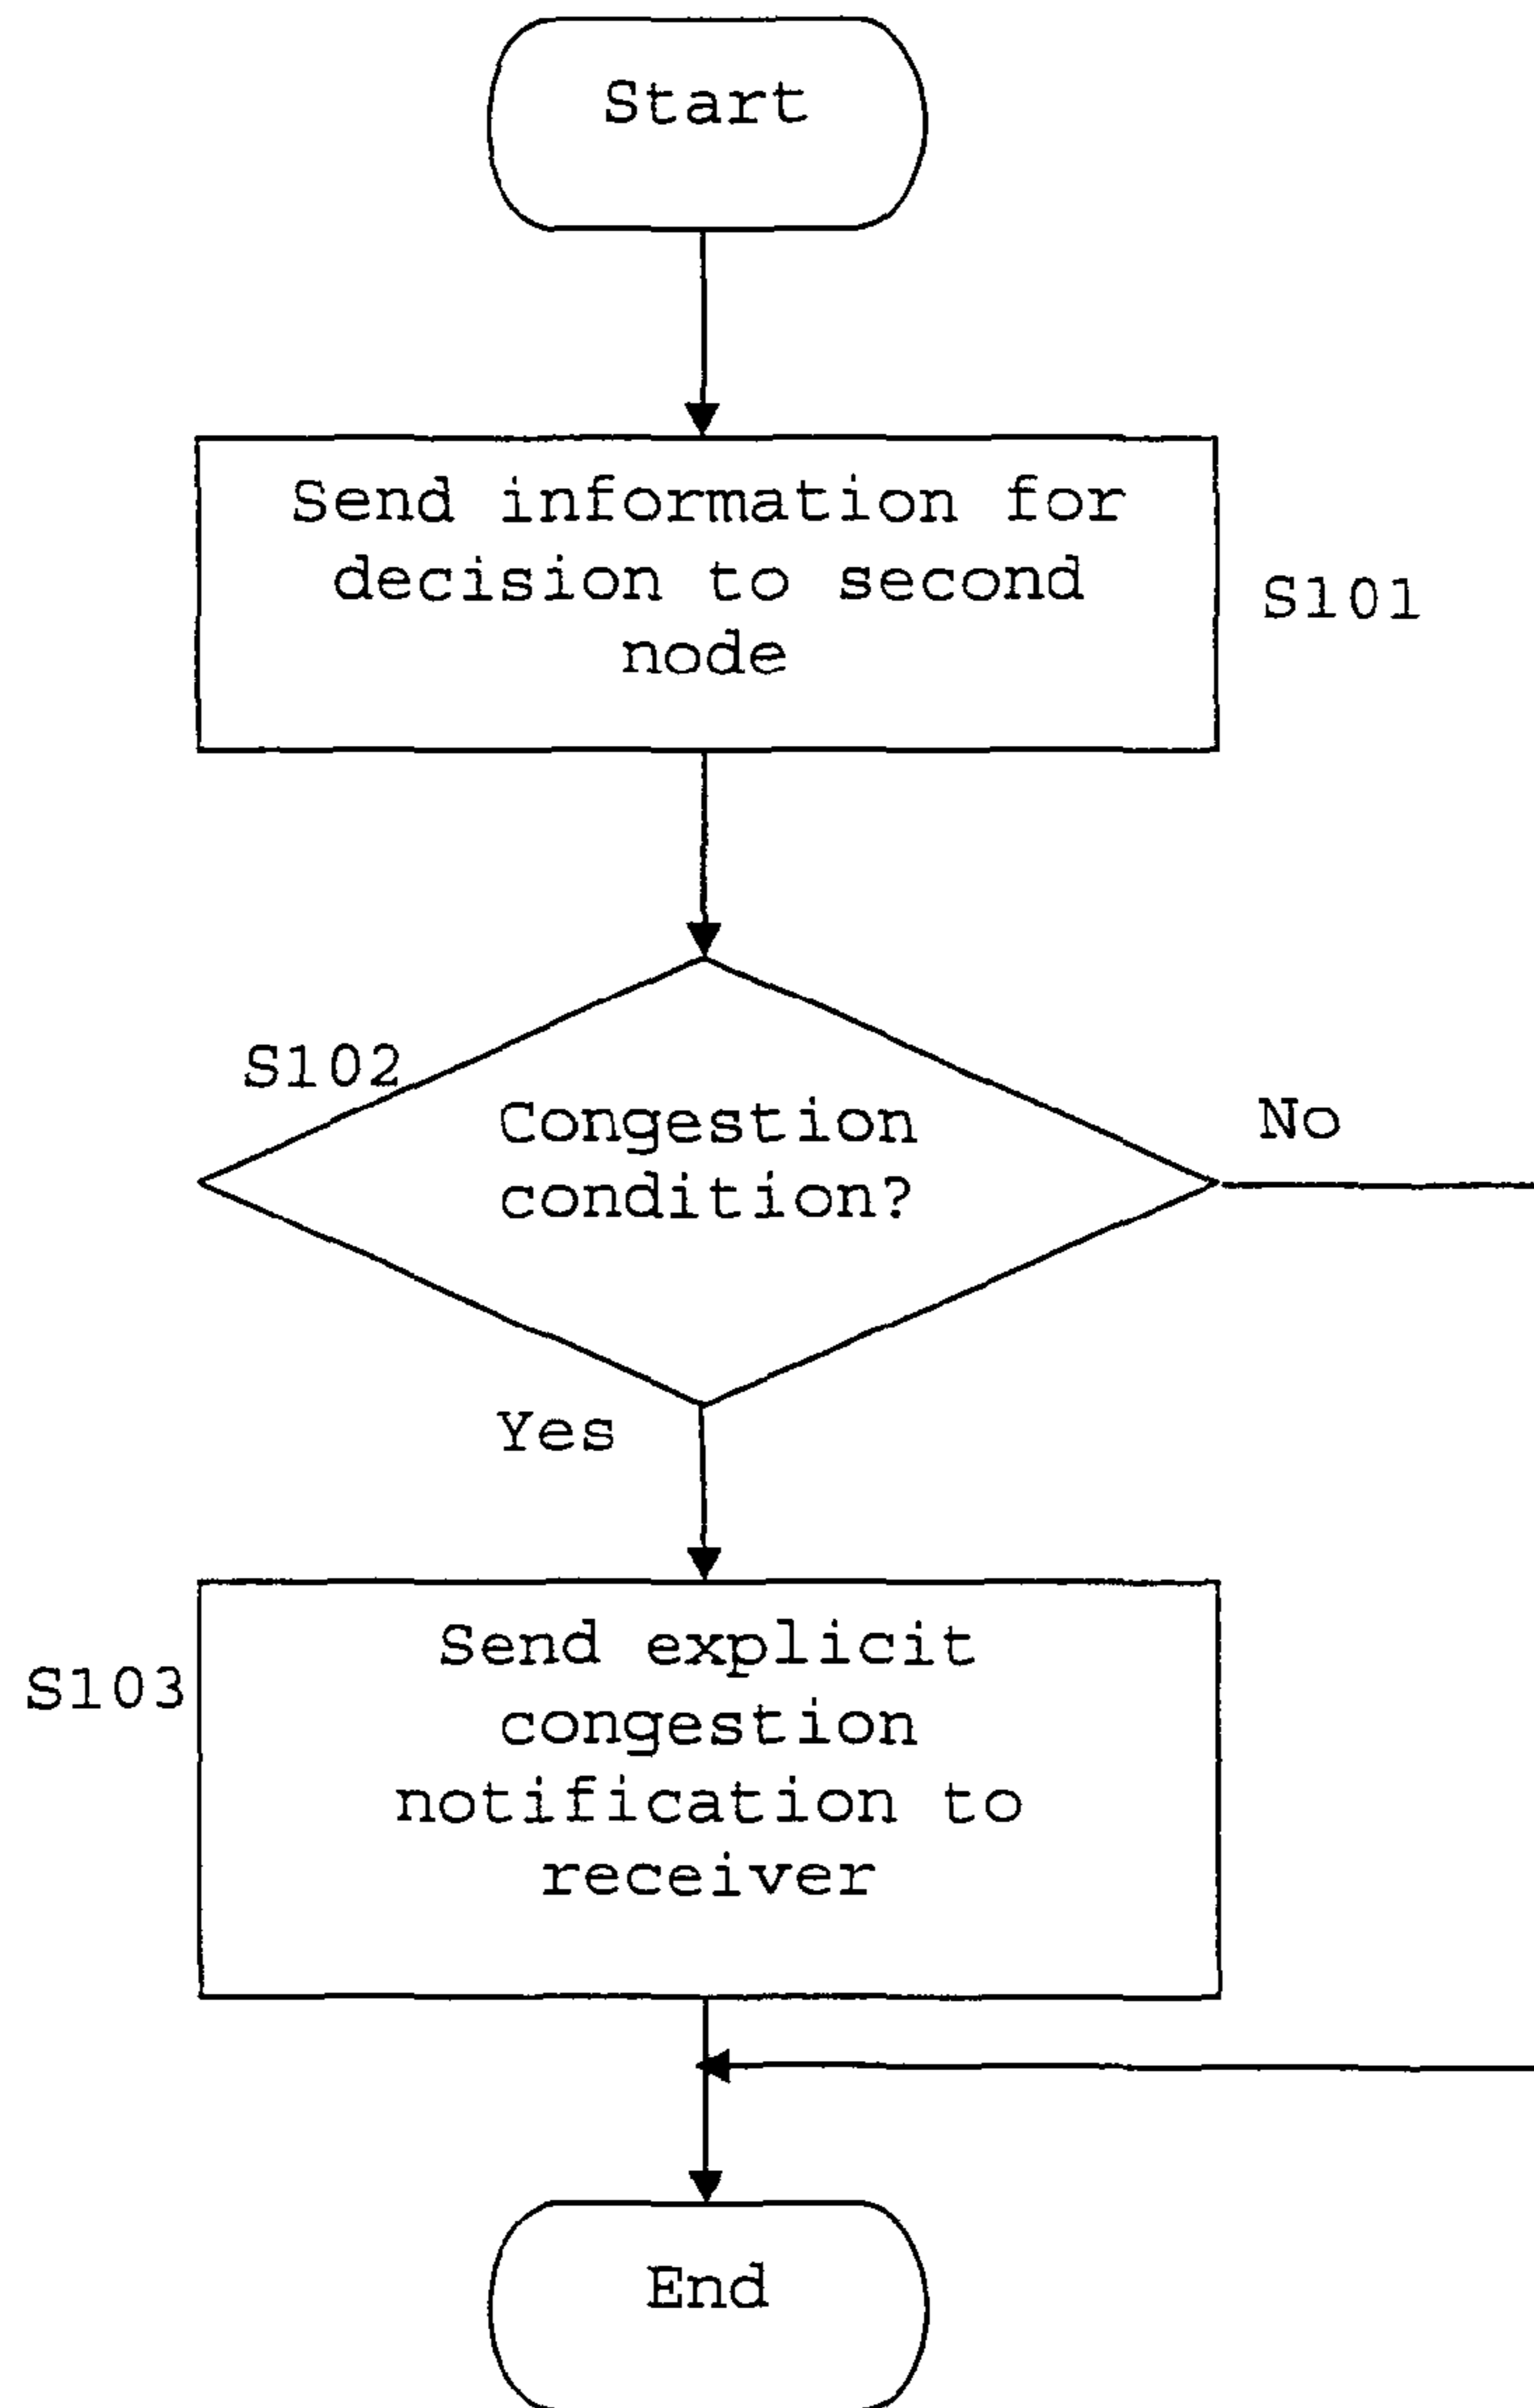 Start
Send information for
decision to second
node
S101
S102
Congestion
condition?
No
Yes
Send explicit
congestion
notification to
receiver
S103
End